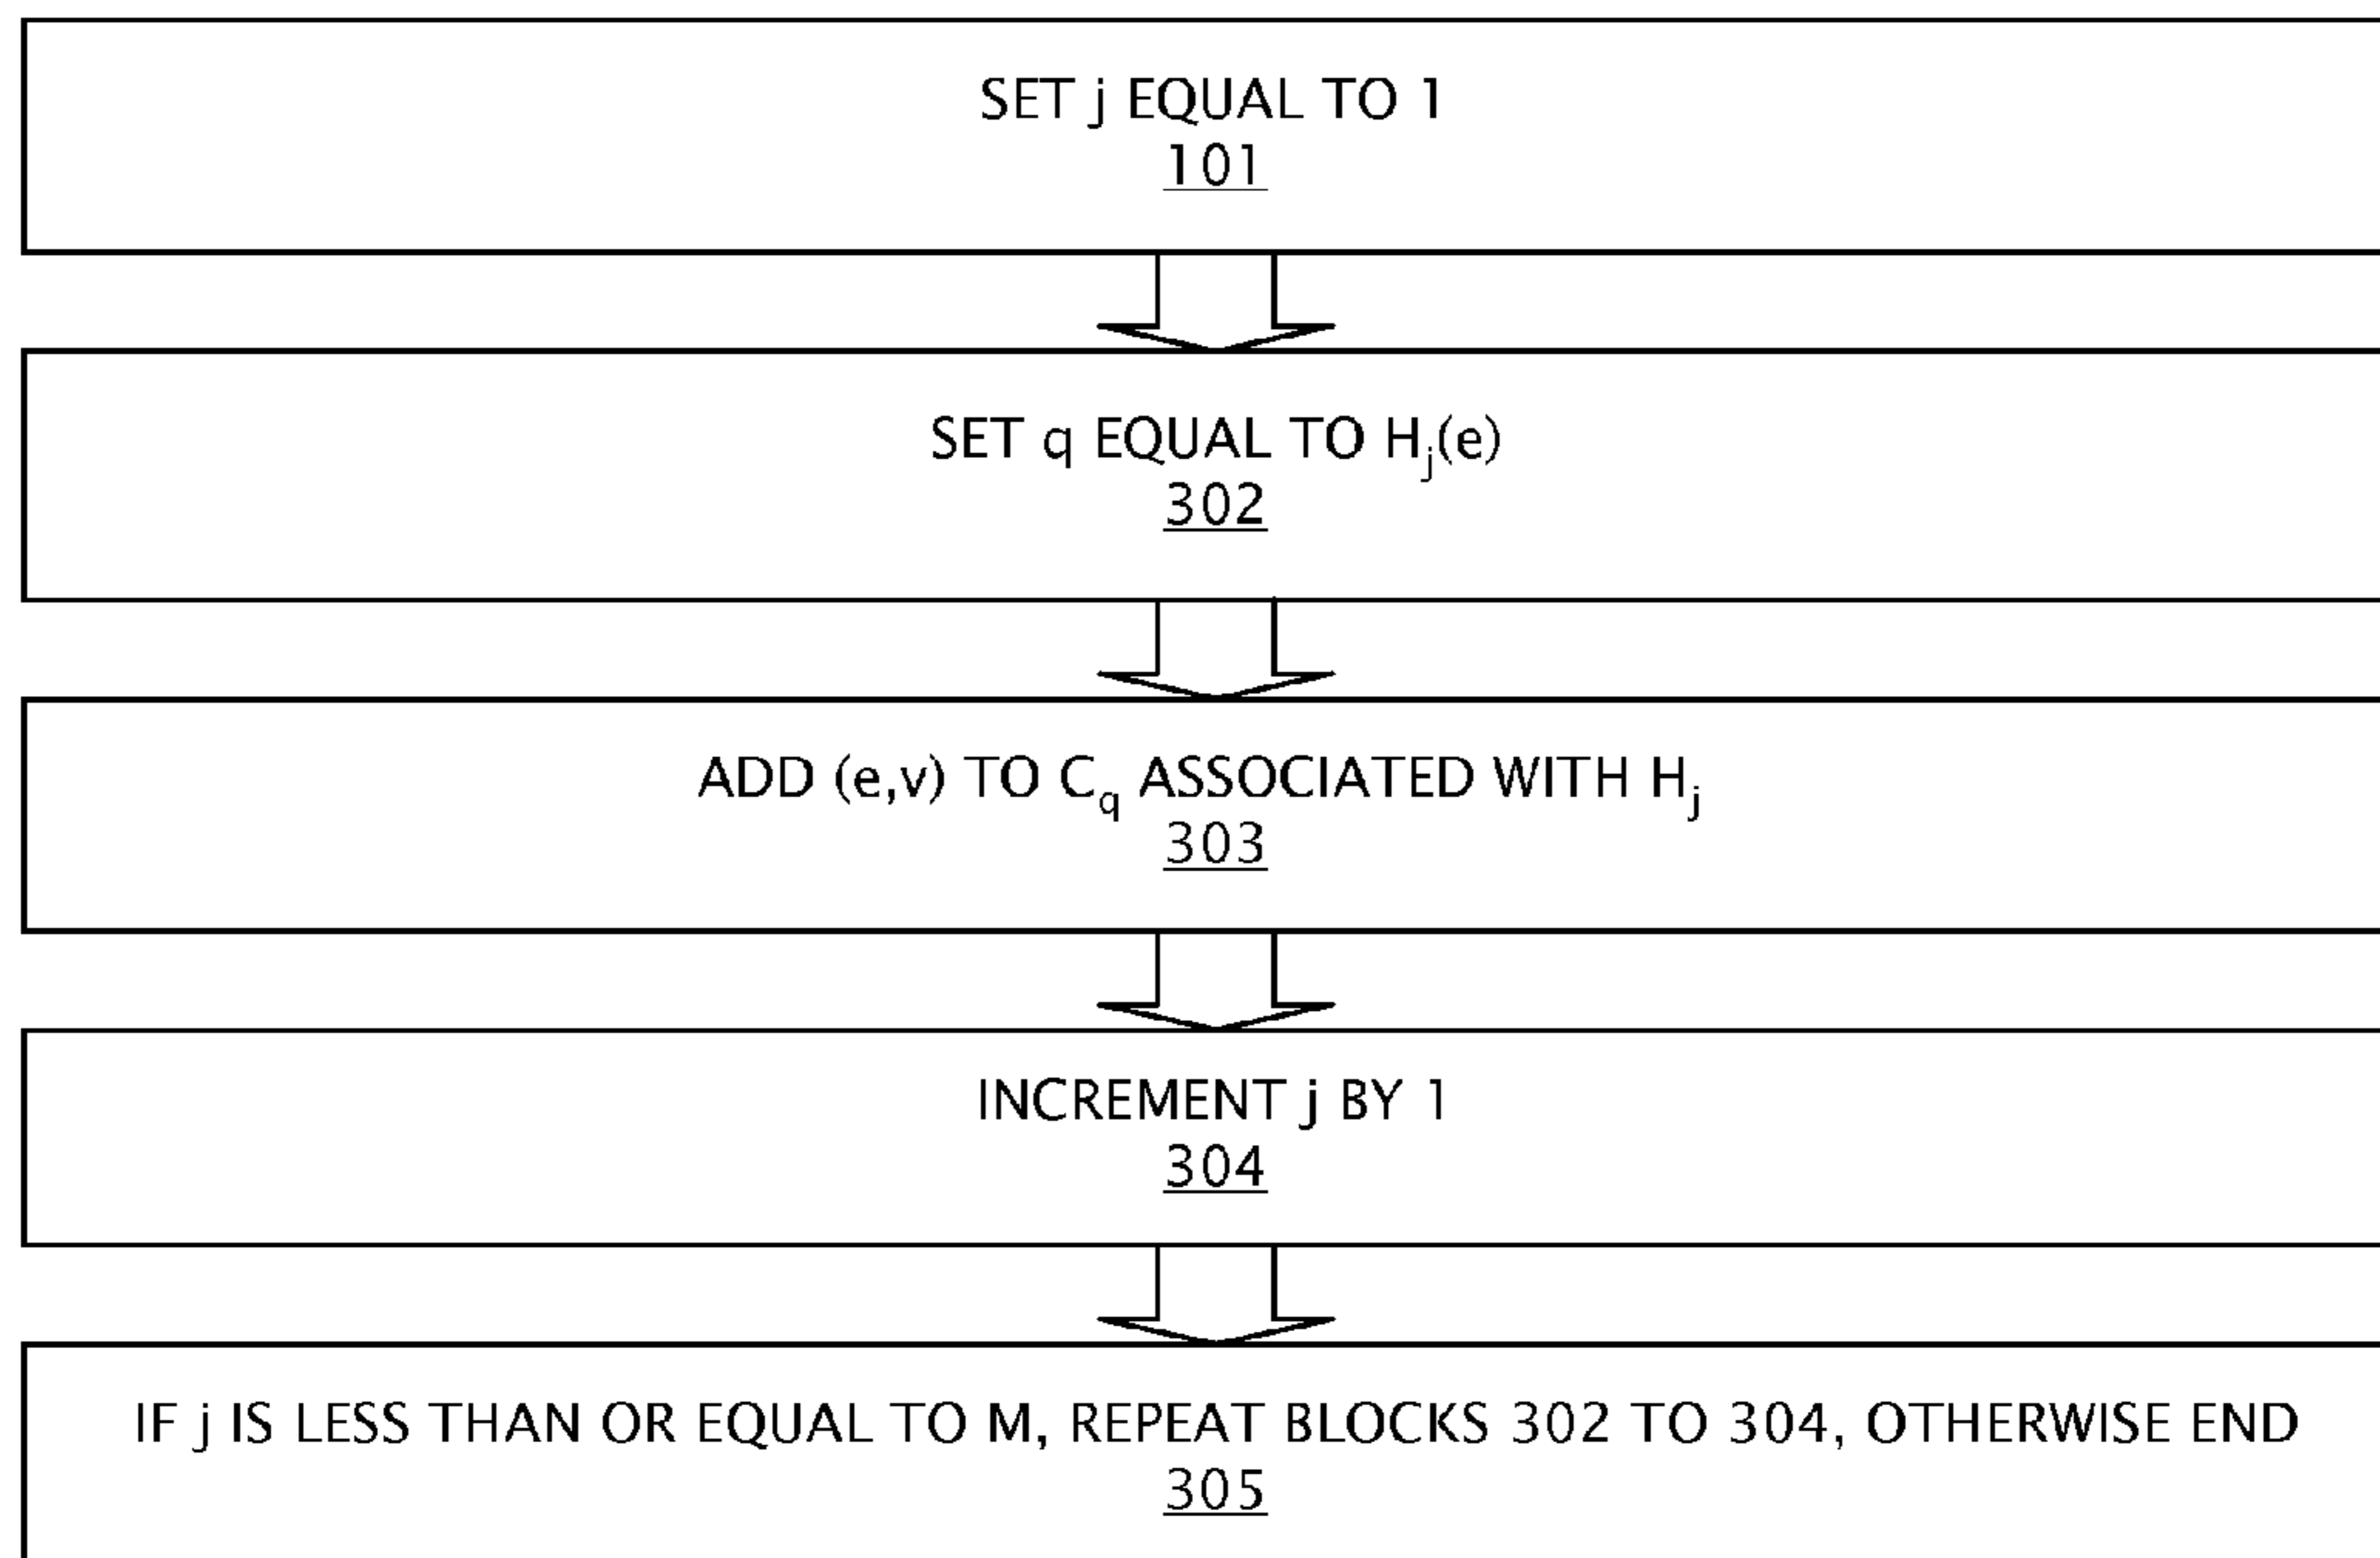 SET j EQUAL TO 1
101
SET q EQUAL TO Hj(e)
302
ADD (e,v) TO Cq ASSOCIATED WITH Hj
303
INCREMENT j BY 1
304
IF j IS LESS THAN OR EQUAL TO M, REPEAT BLOCKS 302 TO 304, OTHERWISE END
305